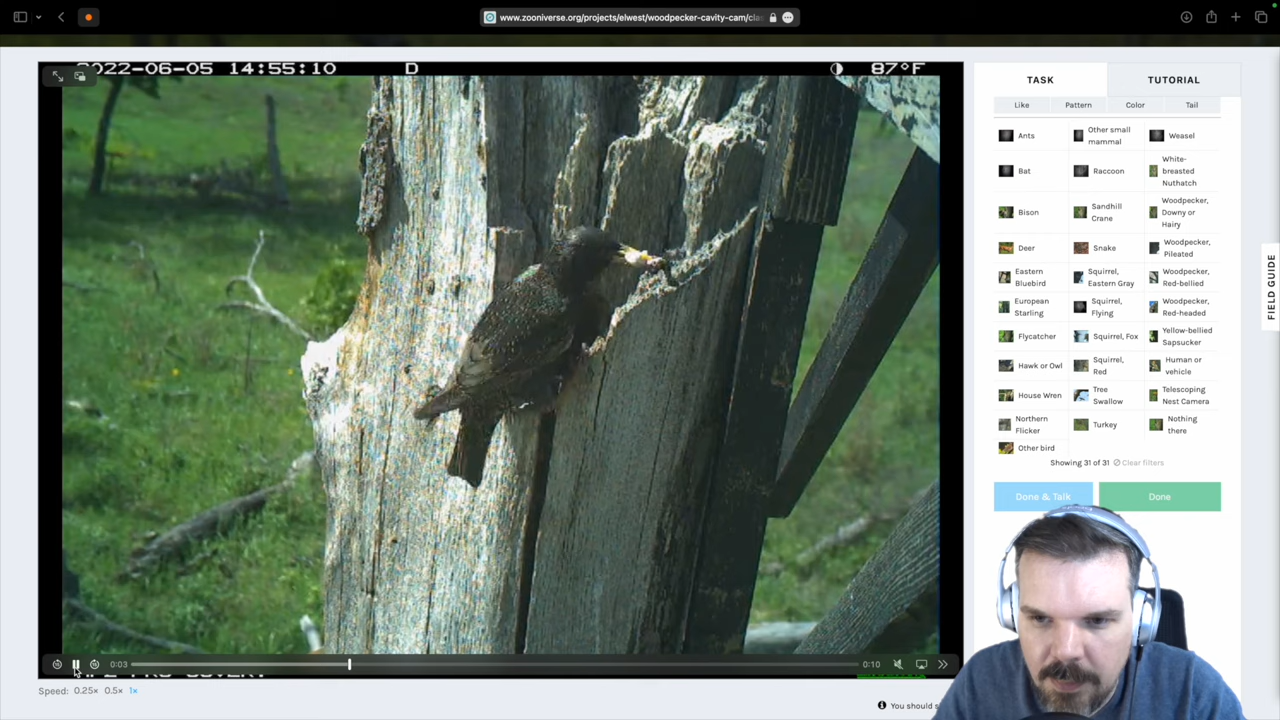 www.zooniverse.org/projects/elwest/woodpecker-cavity-cam/cla
2022-06-05 14:55:10 D 87°F
TASK
TUTORIAL
Like
Pattern
Color
Tail
Ants
Other small mammal
Weasel
Bat
Raccoon
White-breasted Nuthatch
Bison
Sandhill Crane
Woodpecker, Downy or Hairy
Deer
Snake
Woodpecker, Pileated
Eastern Bluebird
Squirrel, Eastern Gray
Woodpecker, Red-bellied
European Starling
Squirrel, Flying
Woodpecker, Red-headed
Flycatcher
Squirrel, Fox
Yellow-bellied Sapsucker
Hawk or Owl
Squirrel, Red
Human or vehicle
House Wren
Tree Swallow
Telescoping Nest Camera
Northern Flicker
Turkey
Nothing there
Other bird
Showing 31 of 31
Clear filters
Done & Talk
Done
FIELD GUIDE
0:03
0:10
Speed: 0.25× 0.5× 1×
You should s